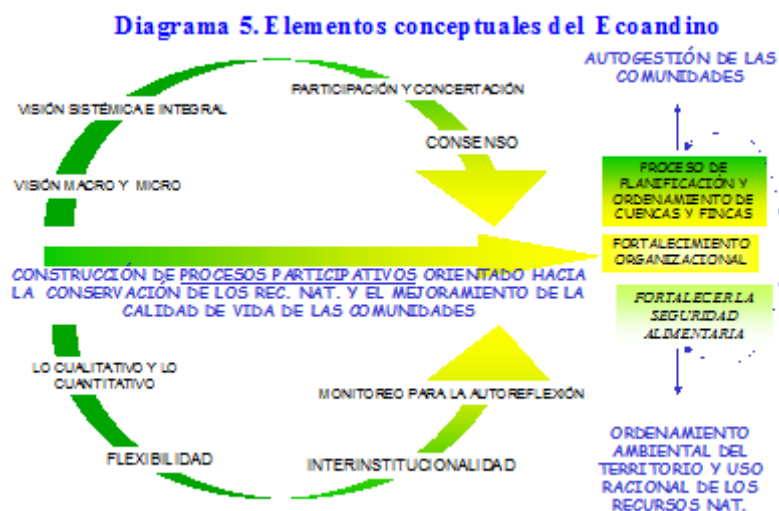 Diagrama 5. Elementos conceptuales del Ecoandino
AUTOGESTIÓN DE LAS
COMUNIDADES
PARTICIPACIÓN Y CONCERTACIÓN
VISIÓN SISTÉMICA E INTEGRAL
CONSENSO
VISIÓN MACRO Y MICRO
PROCESO DE
PLANIFICACIÓN Y
ORDENAMIENTO DE
CUENCAS Y FINCAS
FORTALECIMIENTO
ORGANIZACIONAL
CONSTRUCCIÓN DE PROCESOS PARTICIPATIVOS ORIENTADO HACIA
LA CONSERVACIÓN DE LOS REC. NAT. Y EL MEJORAMIENTO DE LA
CALIDAD DE VIDA DE LAS COMUNIDADES
FORTALECER LA
SEGURIDAD
ALIMENTARIA
LO CUALITATIVO Y LO
CUANTITATIVO
MONITOREO PARA LA AUTOREFLEXIÓN
FLEXIBILIDAD
INTERINSTITUCIONALIDAD
ORDENAMIENTO
AMBIENTAL DEL
TERRITORIO Y USO
RACIONAL DE LOS
RECURSOS NAT.